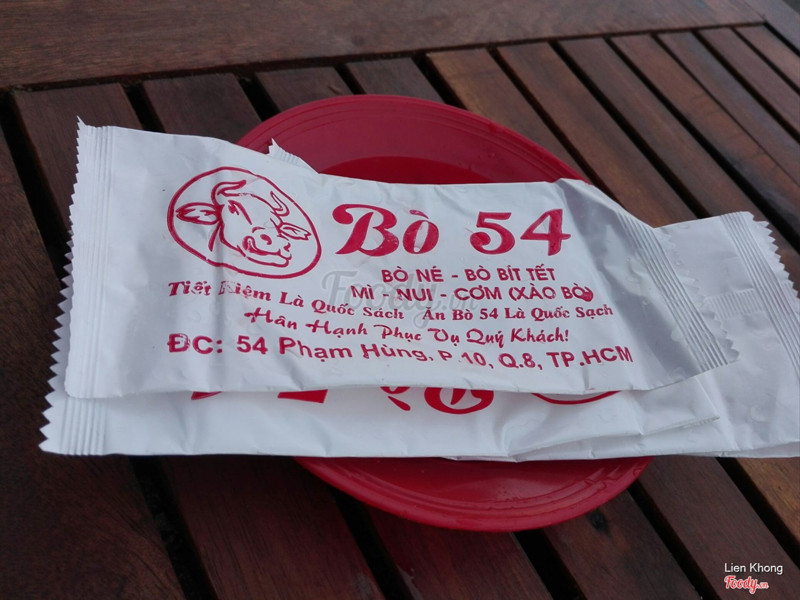 Bò 54
BÒ NÉ - BÒ BÍT TẾT
MÌ - NUI - CƠM (XÀO BÒ)
Tiết Kiệm Là Quốc Sách Ăn Bò 54 Là Quốc Sạch
Hân Hạnh Phục Vụ Quý Khách!
ĐC: 54 Phạm Hùng, P.10, Q.8, TP.HCM
Foody.vn
Lien Khong
Foody.vn